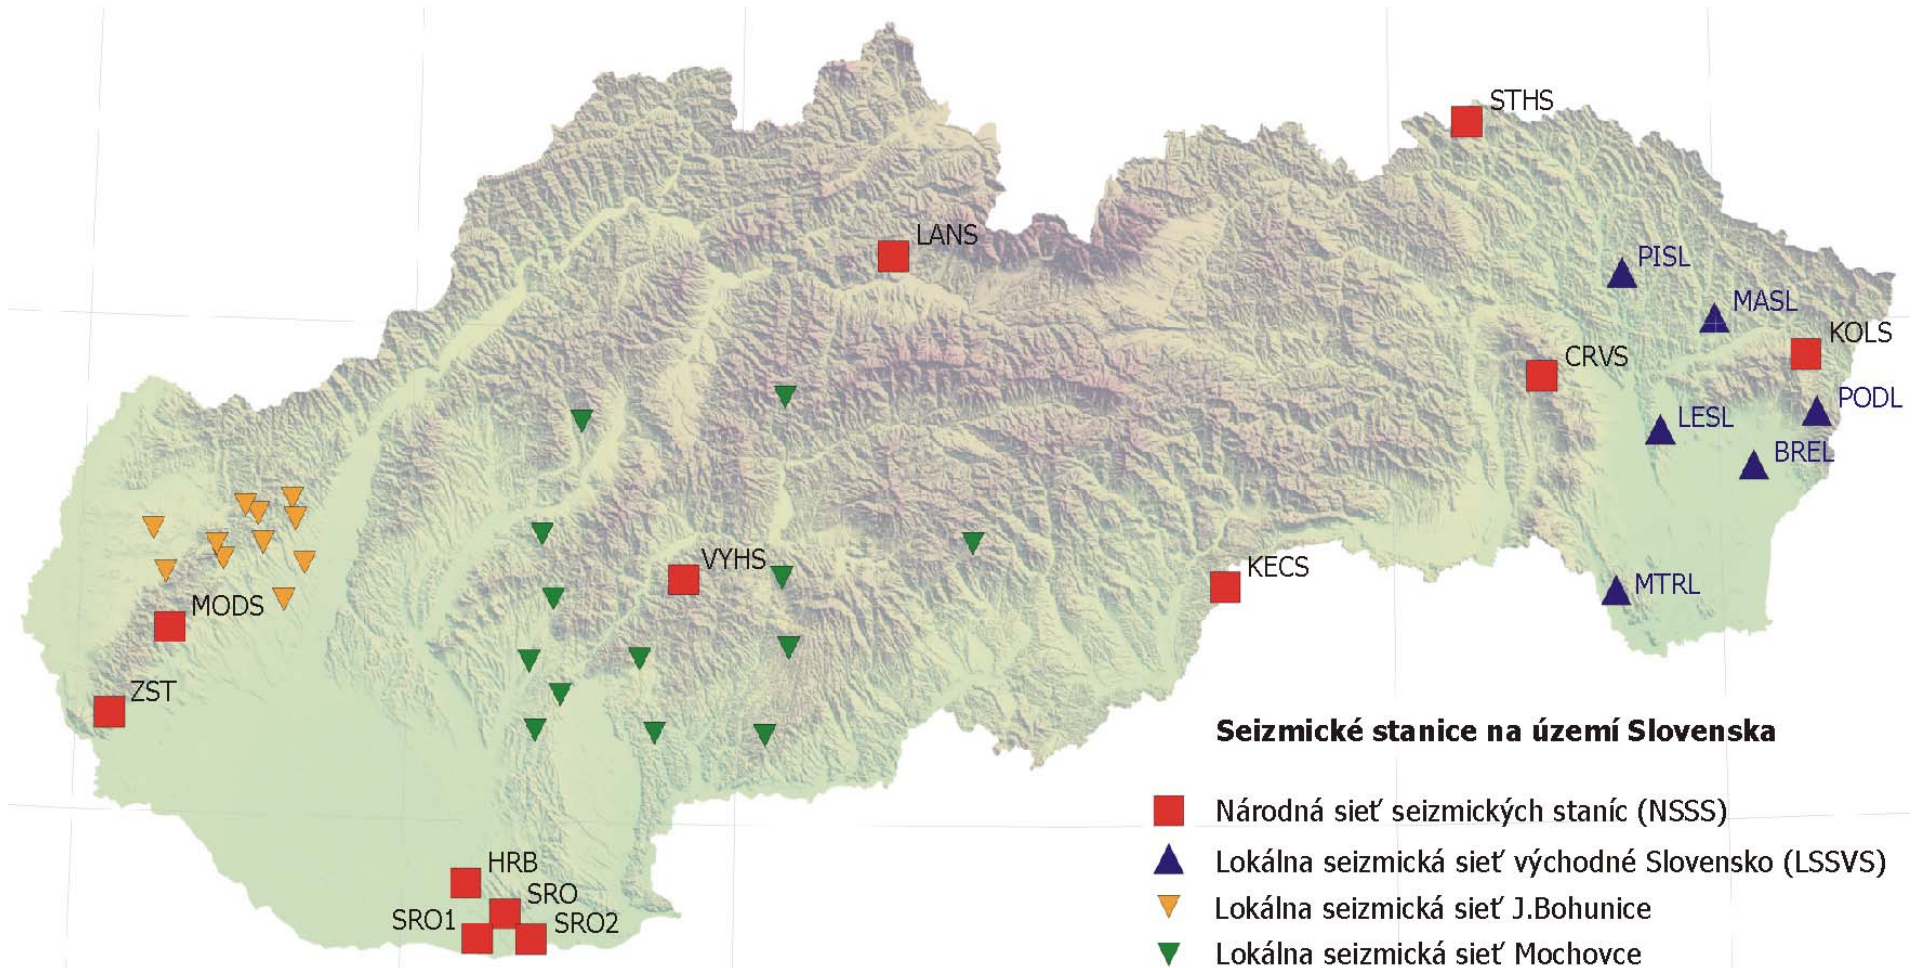 STHS
LANS
PISL
MASL
KOLS
CRVS
PODL
LESL
BREL
VYHS
KECS
MTRL
MODS
ZST
Seizmické stanice na území Slovenska
Národná sieť seizmických staníc (NSSS)
HRB
Lokálna seizmická sieť východné Slovensko (LSSVS)
SRO
SRO1
SRO2
Lokálna seizmická sieť J.Bohunice
Lokálna seizmická sieť Mochovce